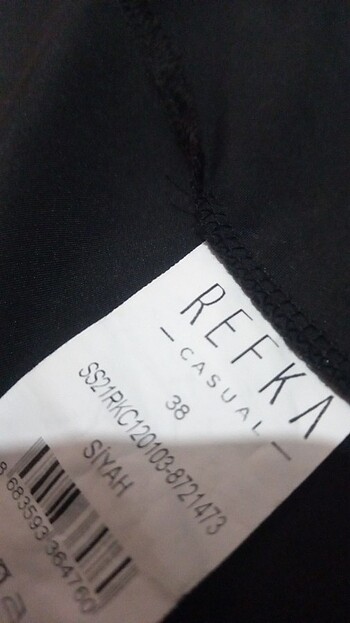 REFKA
CASUAL
38
SS21RKC120103-8721473
SİYAH
8 683593 364760